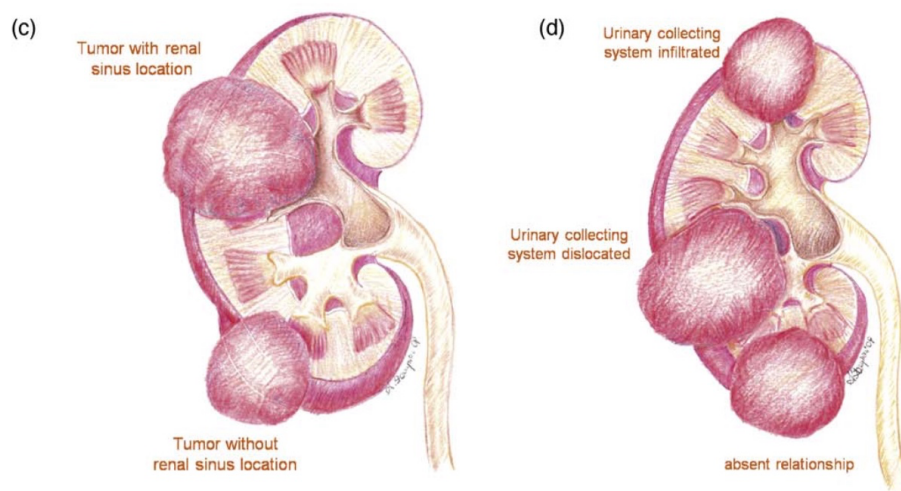 (c)
Tumor with renal
sinus location
Tumor without
renal sinus location
(d)
Urinary collecting
system infiltrated
Urinary collecting
system dislocated
absent relationship